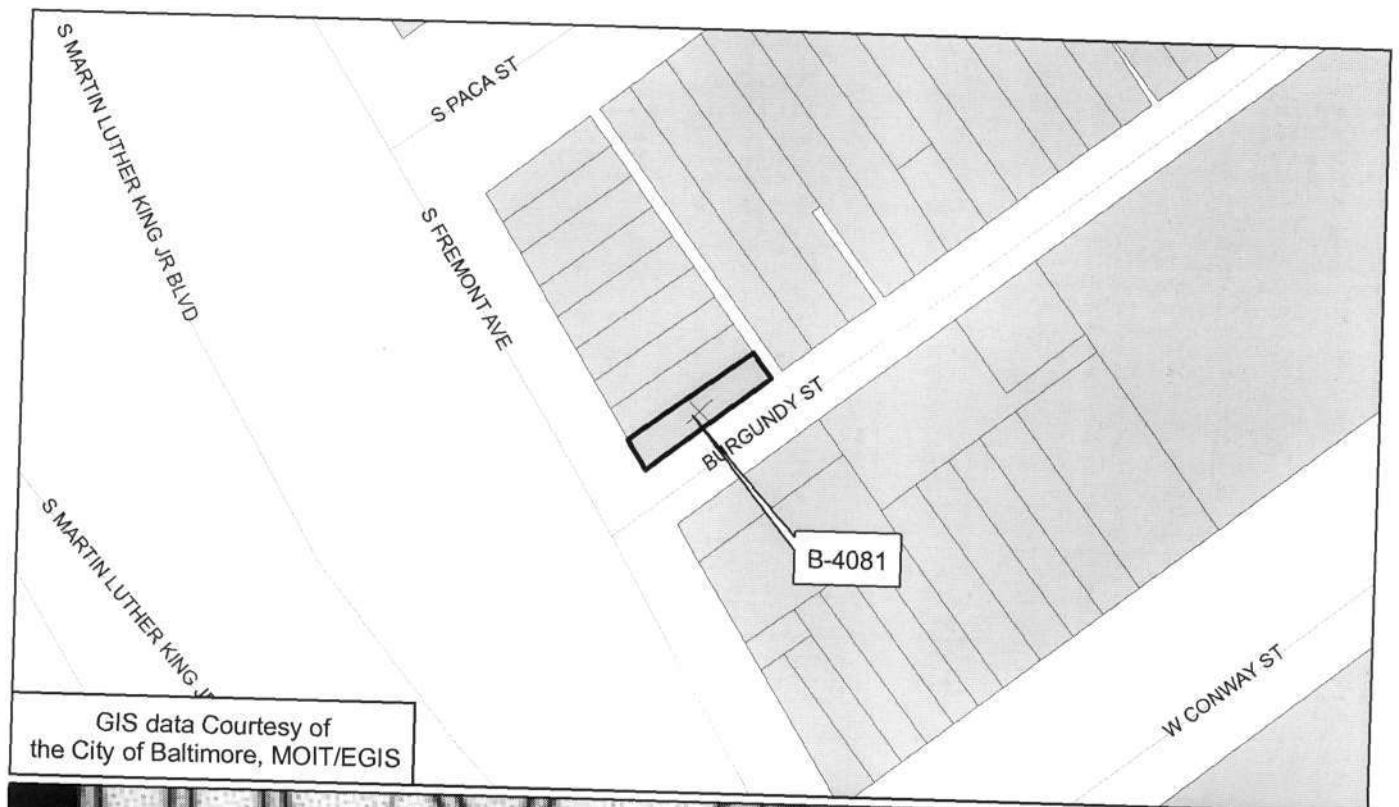 S MARTIN LUTHER KING JR BLVD
S PACA ST
S FREMONT AVE
BURGUNDY ST
B-4081
S MARTIN LUTHER KING JR
W CONWAY ST
GIS data Courtesy of
the City of Baltimore, MOIT/EGIS